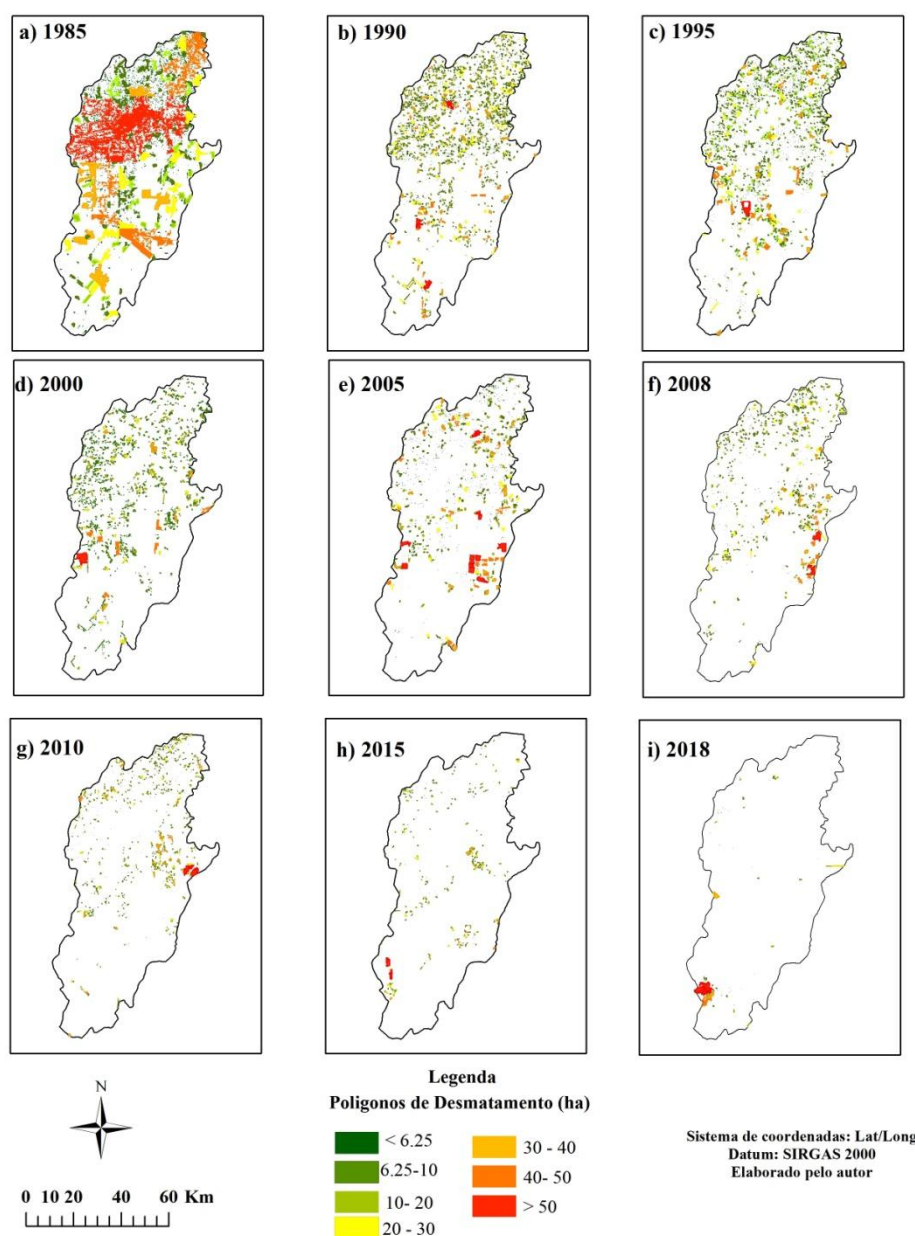 a) 1985
b) 1990
c) 1995
d) 2000
e) 2005
f) 2008
g) 2010
h) 2015
i) 2018
N
0 10 20 40 60 Km
Legenda
Poligonos de Desmatamento (ha)
< 6.25
6.25-10
10- 20
20 - 30
30 - 40
40- 50
> 50
Sistema de coordenadas: Lat/Long
Datum: SIRGAS 2000
Elaborado pelo autor